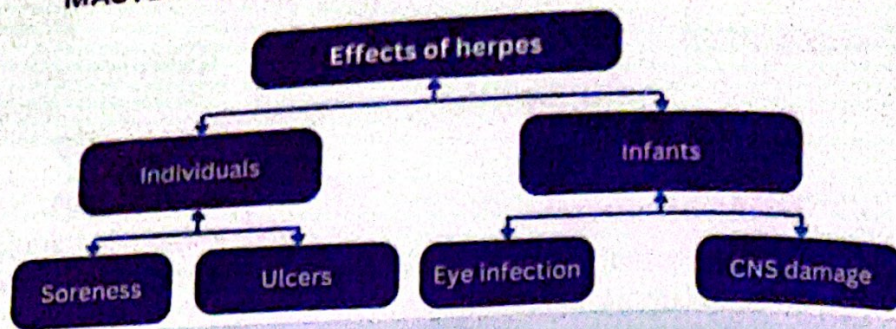 Effects of herpes
Individuals
Infants
Soreness
Ulcers
Eye infection
CNS damage